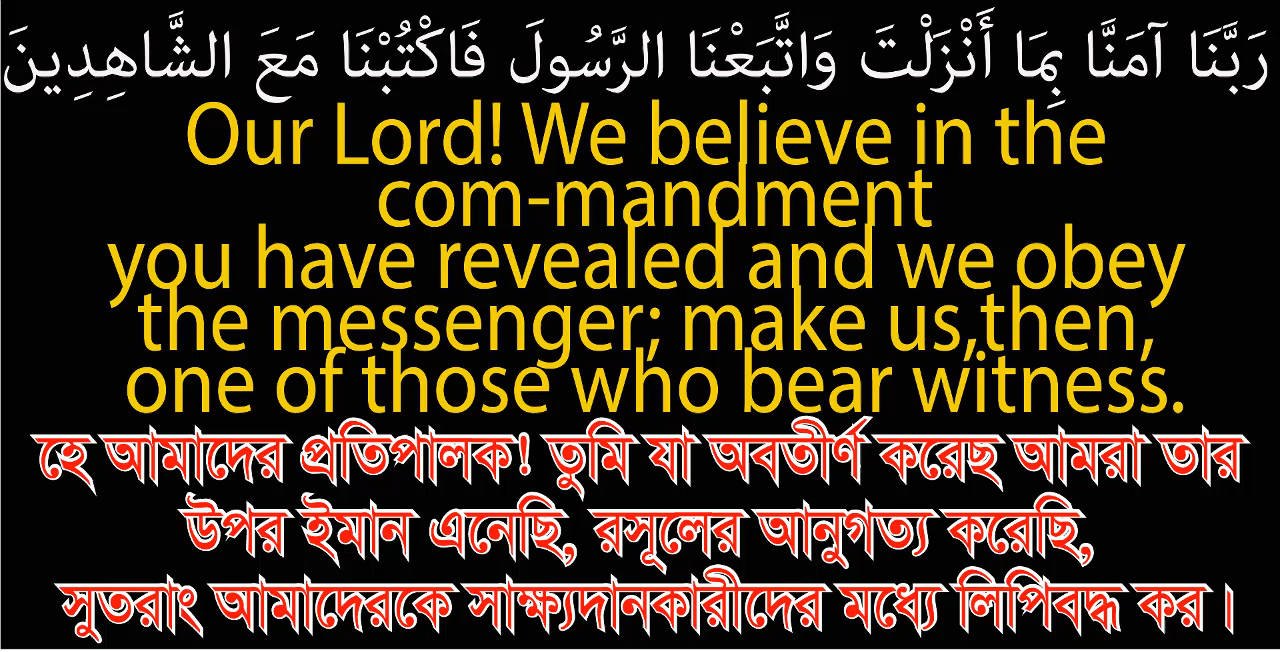 رَبَّنَا آمَنَّا بِمَا أَنْزَلْتَ وَاتَّبَعْنَا الرَّسُولَ فَاكْتُبْنَا مَعَ الشَّاهِدِينَ
Our Lord! We believe in the
com-mandment
you have revealed and we obey
the messenger; make us,then,
one of those who bear witness.
হে আমাদের প্রতিপালক! তুমি যা অবতীর্ণ করেছ আমরা তার
উপর ইমান এনেছি, রসূলের আনুগত্য করেছি,
সুতরাং আমাদেরকে সাক্ষ্যদানকারীদের মধ্যে লিপিবদ্ধ কর।